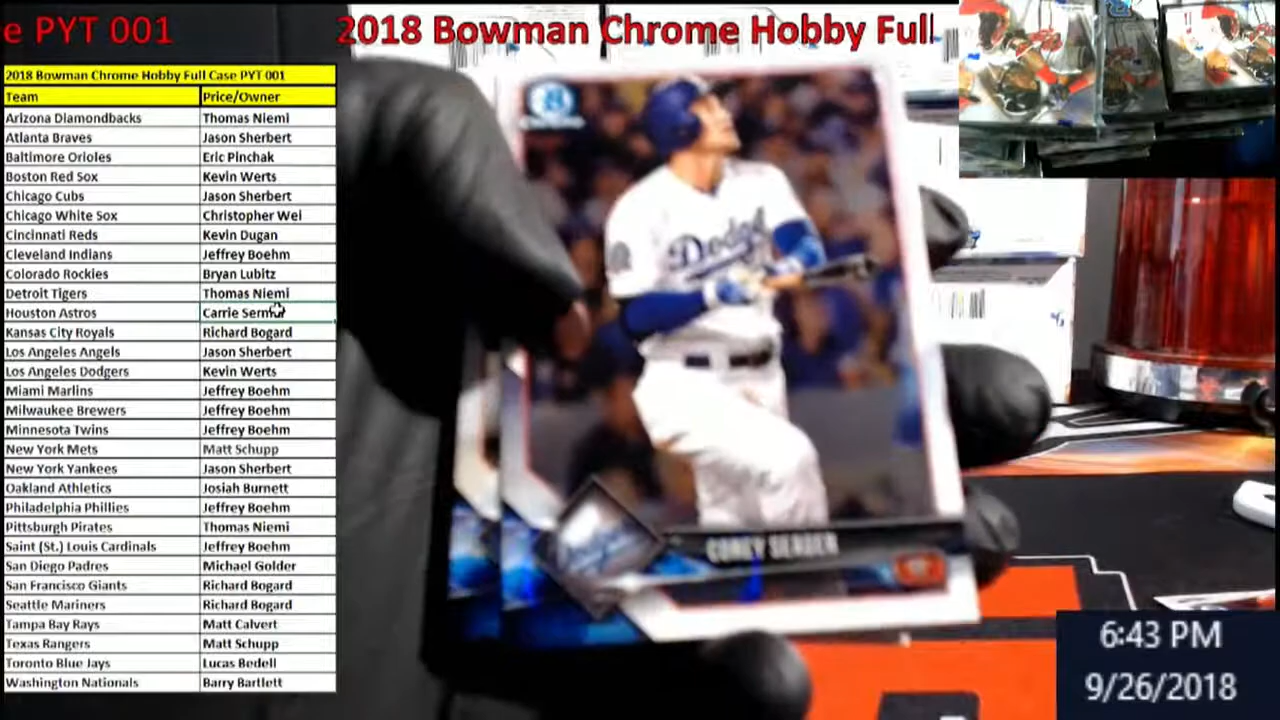 e PYT 001
2018 Bowman Chrome Hobby Full
2018 Bowman Chrome Hobby Full Case PYT 001
Team Price/Owner
Arizona Diamondbacks Thomas Niemi
Atlanta Braves Jason Sherbert
Baltimore Orioles Eric Pinchak
Boston Red Sox Kevin Werts
Chicago Cubs Jason Sherbert
Chicago White Sox Christopher Wei
Cincinnati Reds Kevin Dugan
Cleveland Indians Jeffrey Boehm
Colorado Rockies Bryan Lubitz
Detroit Tigers Thomas Niemi
Houston Astros Carrie
Kansas City Royals Richard Bogard
Los Angeles Angels Jason Sherbert
Los Angeles Dodgers Kevin Werts
Miami Marlins Jeffrey Boehm
Milwaukee Brewers Jeffrey Boehm
Minnesota Twins Jeffrey Boehm
New York Mets Matt Schupp
New York Yankees Jason Sherbert
Oakland Athletics Josiah Burnett
Philadelphia Phillies Jeffrey Boehm
Pittsburgh Pirates Thomas Niemi
Saint (St.) Louis Cardinals Jeffrey Boehm
San Diego Padres Michael Golder
San Francisco Giants Richard Bogard
Seattle Mariners Richard Bogard
Tampa Bay Rays Matt Calvert
Texas Rangers Matt Schupp
Toronto Blue Jays Lucas Bedell
Washington Nationals Barry Bartlett
Dodgers
COREY SEAGER
6:43 PM
9/26/2018